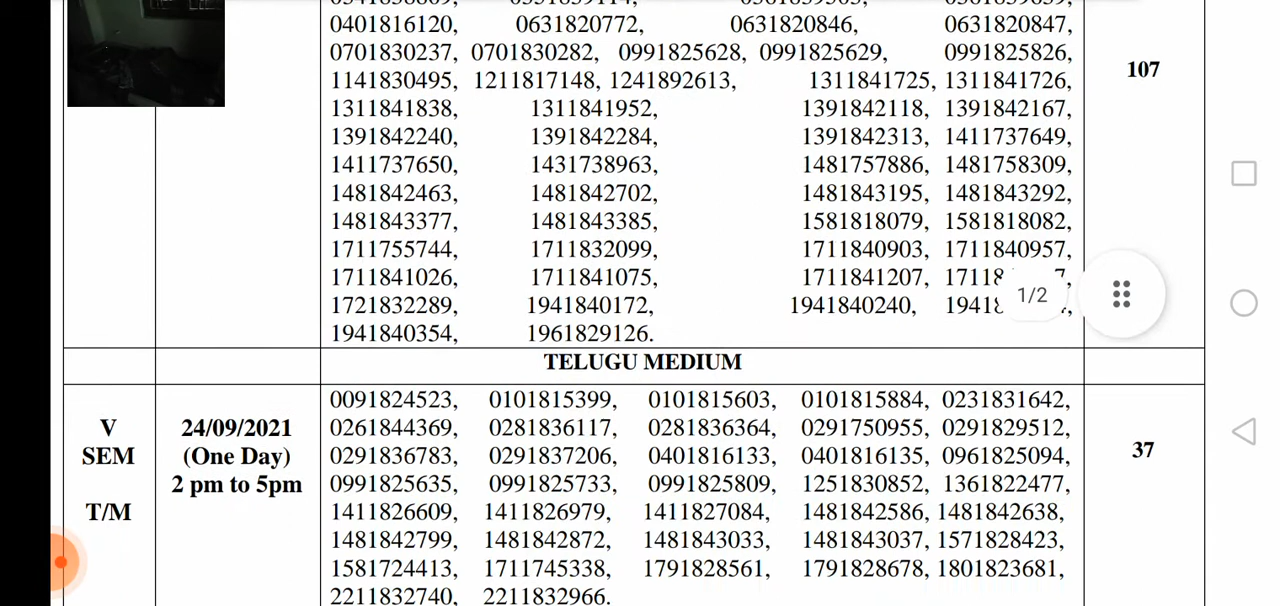 0401816120, 0631820772, 0631820846, 0631820847,
0701830237, 0701830282, 0991825628, 0991825629, 0991825826,
1141830495, 1211817148, 1241892613, 1311841725, 1311841726,
107
1311841838, 1311841952, 1391842118, 1391842167,
1391842240, 1391842284, 1391842313, 1411737649,
1411737650, 1431738963, 1481757886, 1481758309,
1481842463, 1481842702, 1481843195, 1481843292,
1481843377, 1481843385, 1581818079, 1581818082,
1711755744, 1711832099, 1711840903, 1711840957,
1711841026, 1711841075, 1711841207,
1721832289, 1941840172, 1941840240,
1/2
1941840354, 1961829126.
TELUGU MEDIUM
V
SEM
T/M
24/09/2021
(One Day)
2 pm to 5pm
0091824523, 0101815399, 0101815603, 0101815884, 0231831642,
0261844369, 0281836117, 0281836364, 0291750955, 0291829512,
0291836783, 0291837206, 0401816133, 0401816135, 0961825094,
0991825635, 0991825733, 0991825809, 1251830852, 1361822477,
1411826609, 1411826979, 1411827084, 1481842586, 1481842638,
1481842799, 1481842872, 1481843033, 1481843037, 1571828423,
1581724413, 1711745338, 1791828561, 1791828678, 1801823681,
2211832740, 2211832966.
37